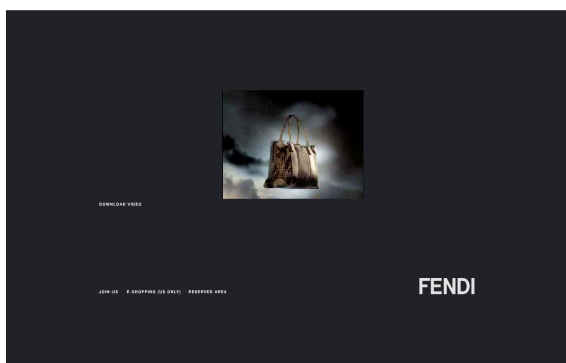 DOWNLOAD VIDEO
JOIN-US E-SHOPPING (US ONLY) RESERVED AREA
FENDI